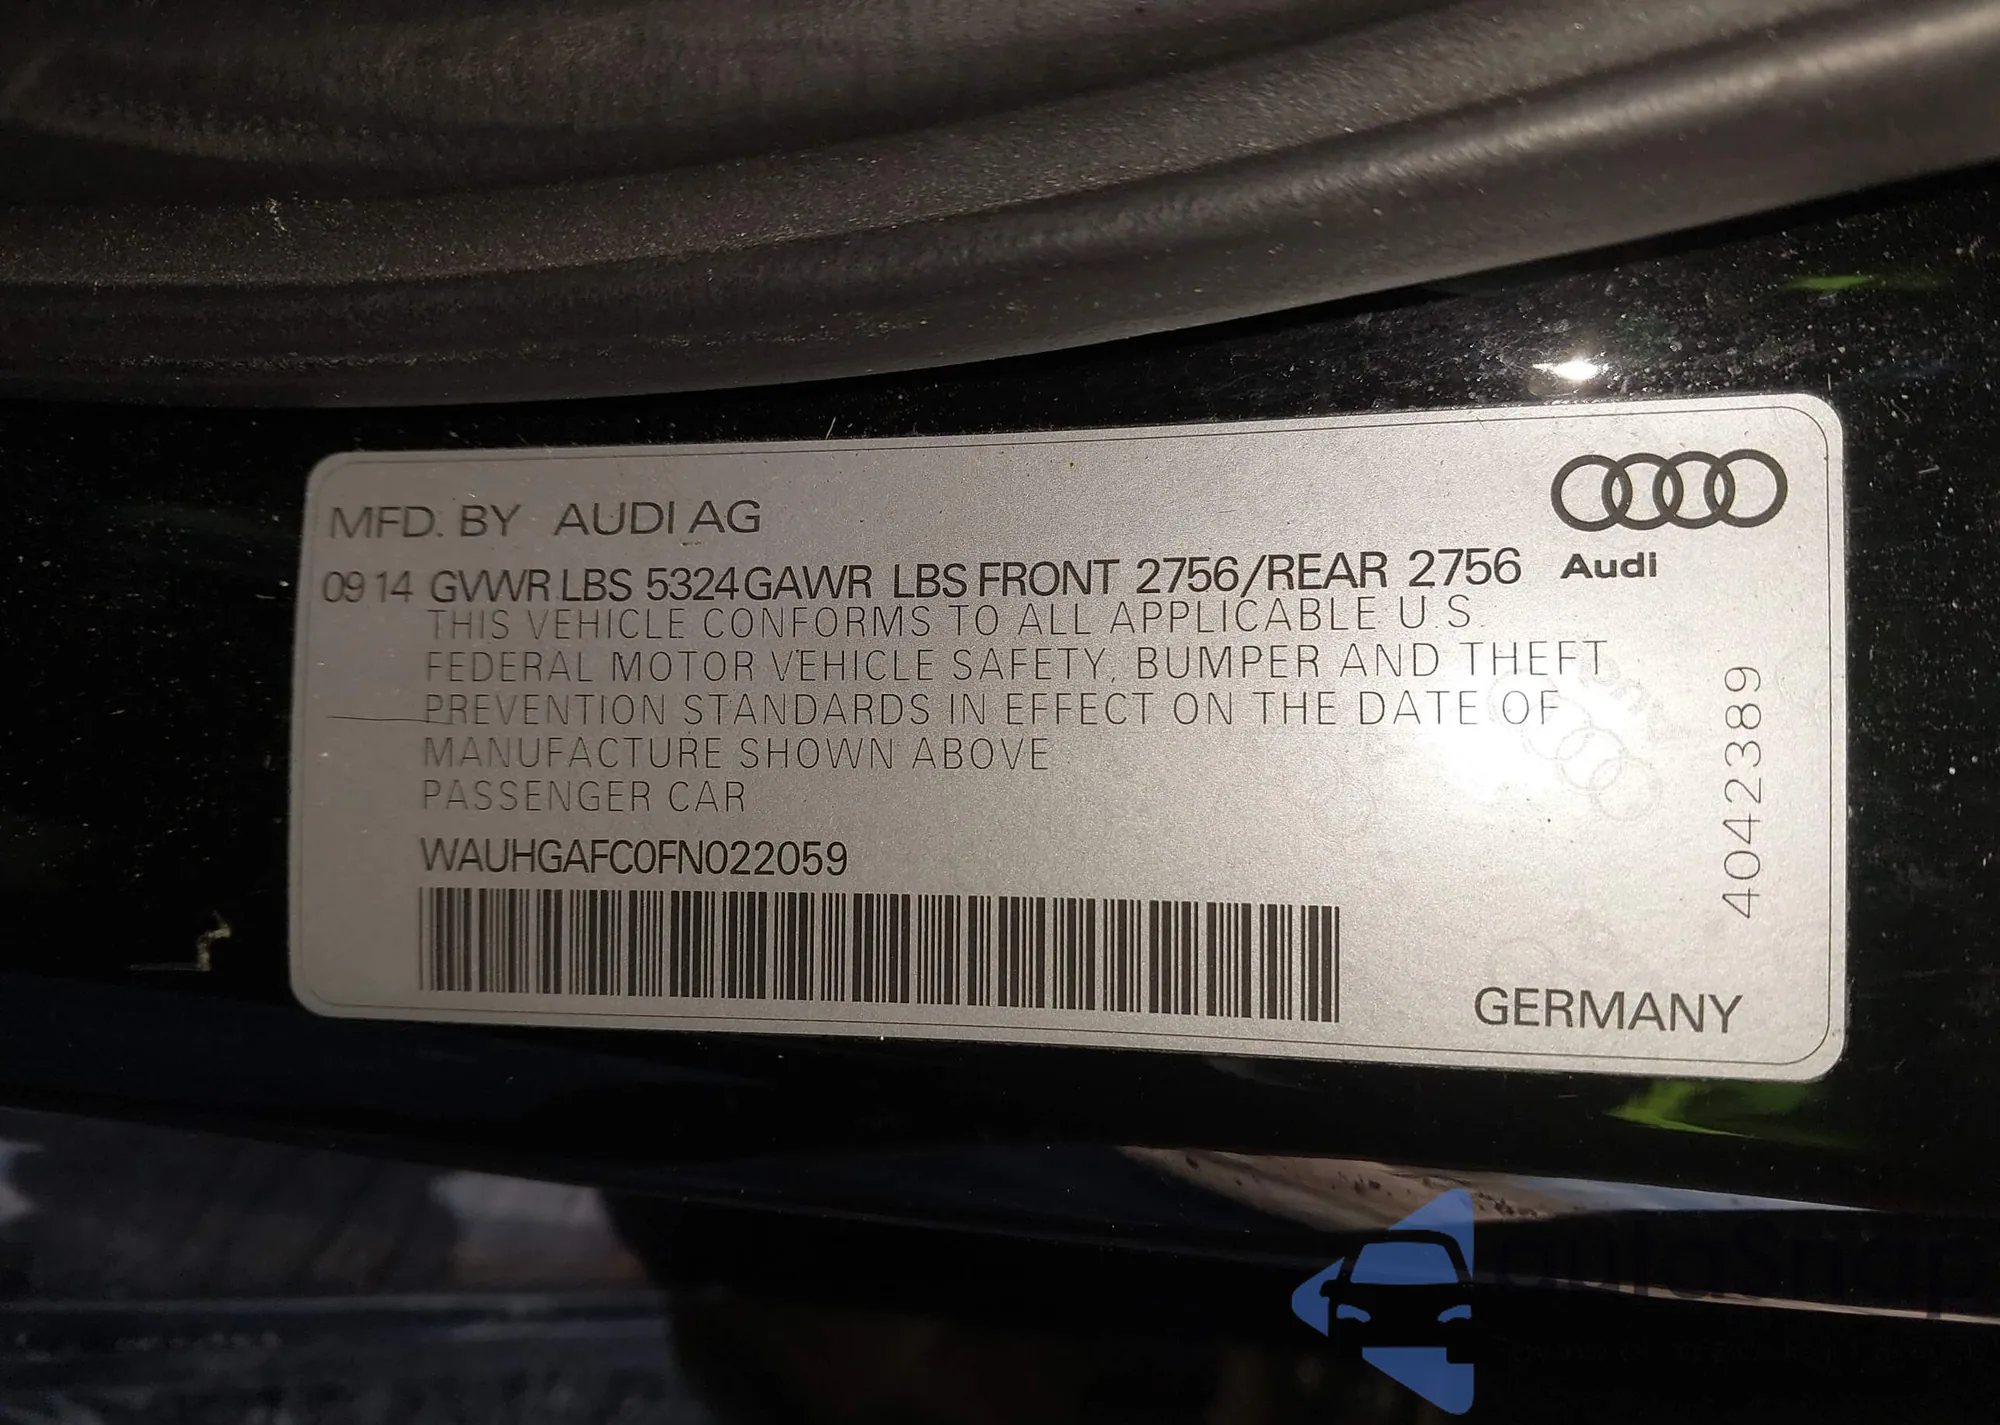 MFD. BY AUDI AG
09 14 GVWR LBS 5324 GAWR LBS FRONT 2756/REAR 2756
Audi
THIS VEHICLE CONFORMS TO ALL APPLICABLE U.S.
FEDERAL MOTOR VEHICLE SAFETY, BUMPER AND THEFT
PREVENTION STANDARDS IN EFFECT ON THE DATE OF
MANUFACTURE SHOWN ABOVE
PASSENGER CAR
WAUHGAFC0FN022059
4042389
GERMANY